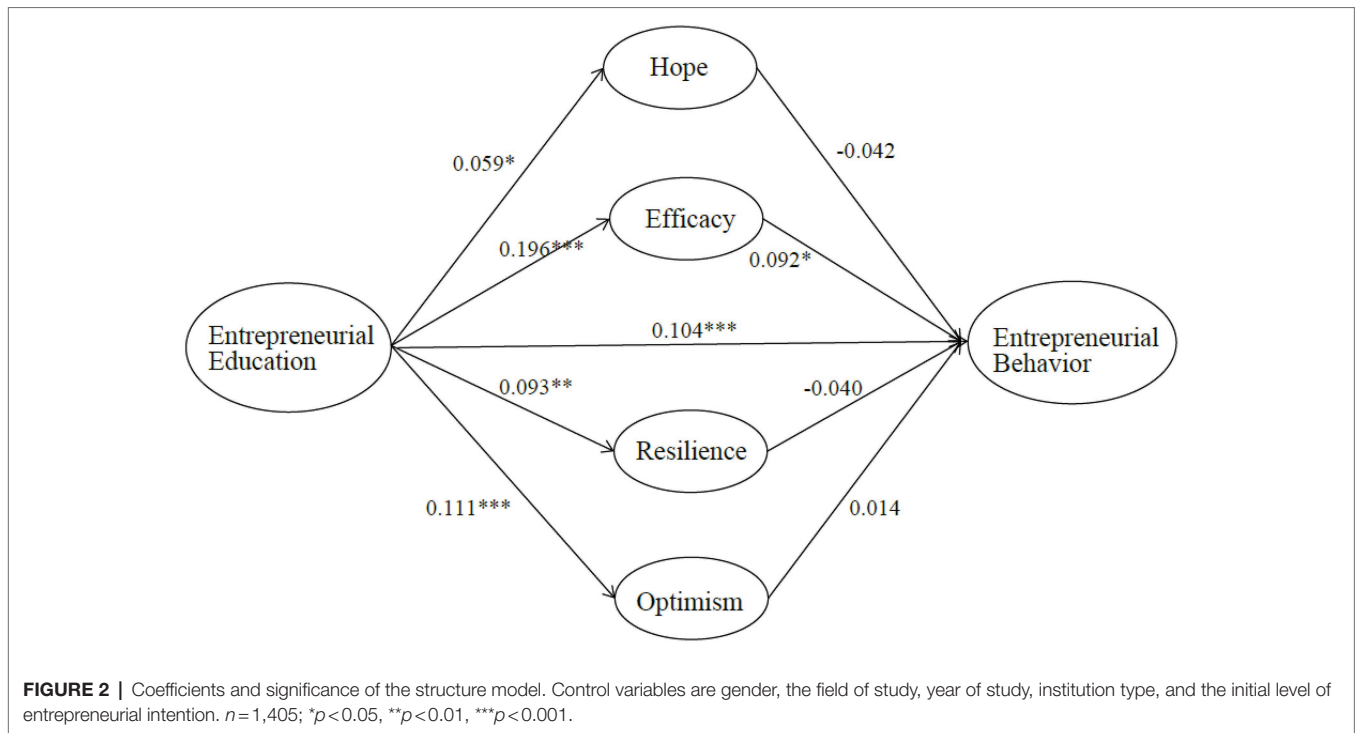 Hope
0.059*
-0.042
Efficacy
0.196***
0.092*
Entrepreneurial
Education
0.104***
Entrepreneurial
Behavior
0.093**
-0.040
Resilience
0.111***
0.014
Optimism
FIGURE 2 | Coefficients and significance of the structure model. Control variables are gender, the field of study, year of study, institution type, and the initial level of
entrepreneurial intention. n = 1,405; *p < 0.05, **p < 0.01, ***p < 0.001.